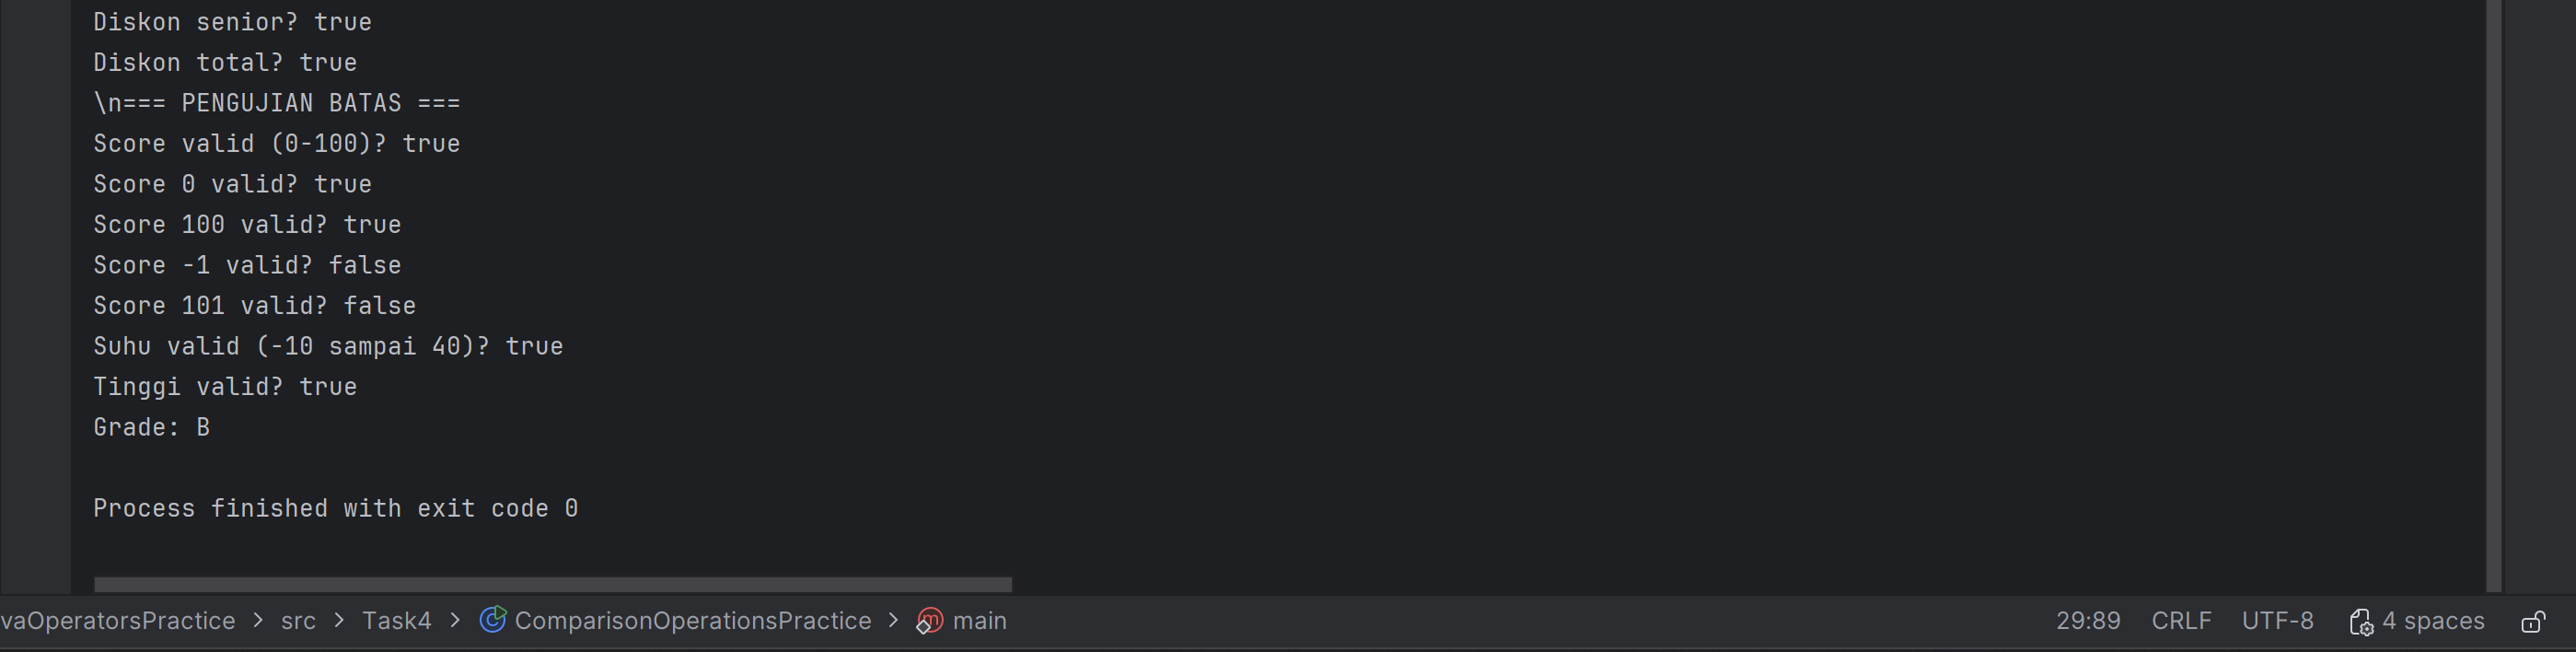 Diskon senior? true
Diskon total? true
\n=== PENGUJIAN BATAS ===
Score valid (0-100)? true
Score 0 valid? true
Score 100 valid? true
Score -1 valid? false
Score 101 valid? false
Suhu valid (-10 sampai 40)? true
Tinggi valid? true
Grade: B
Process finished with exit code 0
vaOperatorsPractice > src > Task4 > ComparisonOperationsPractice > main 29:89 CRLF UTF-8 4 spaces